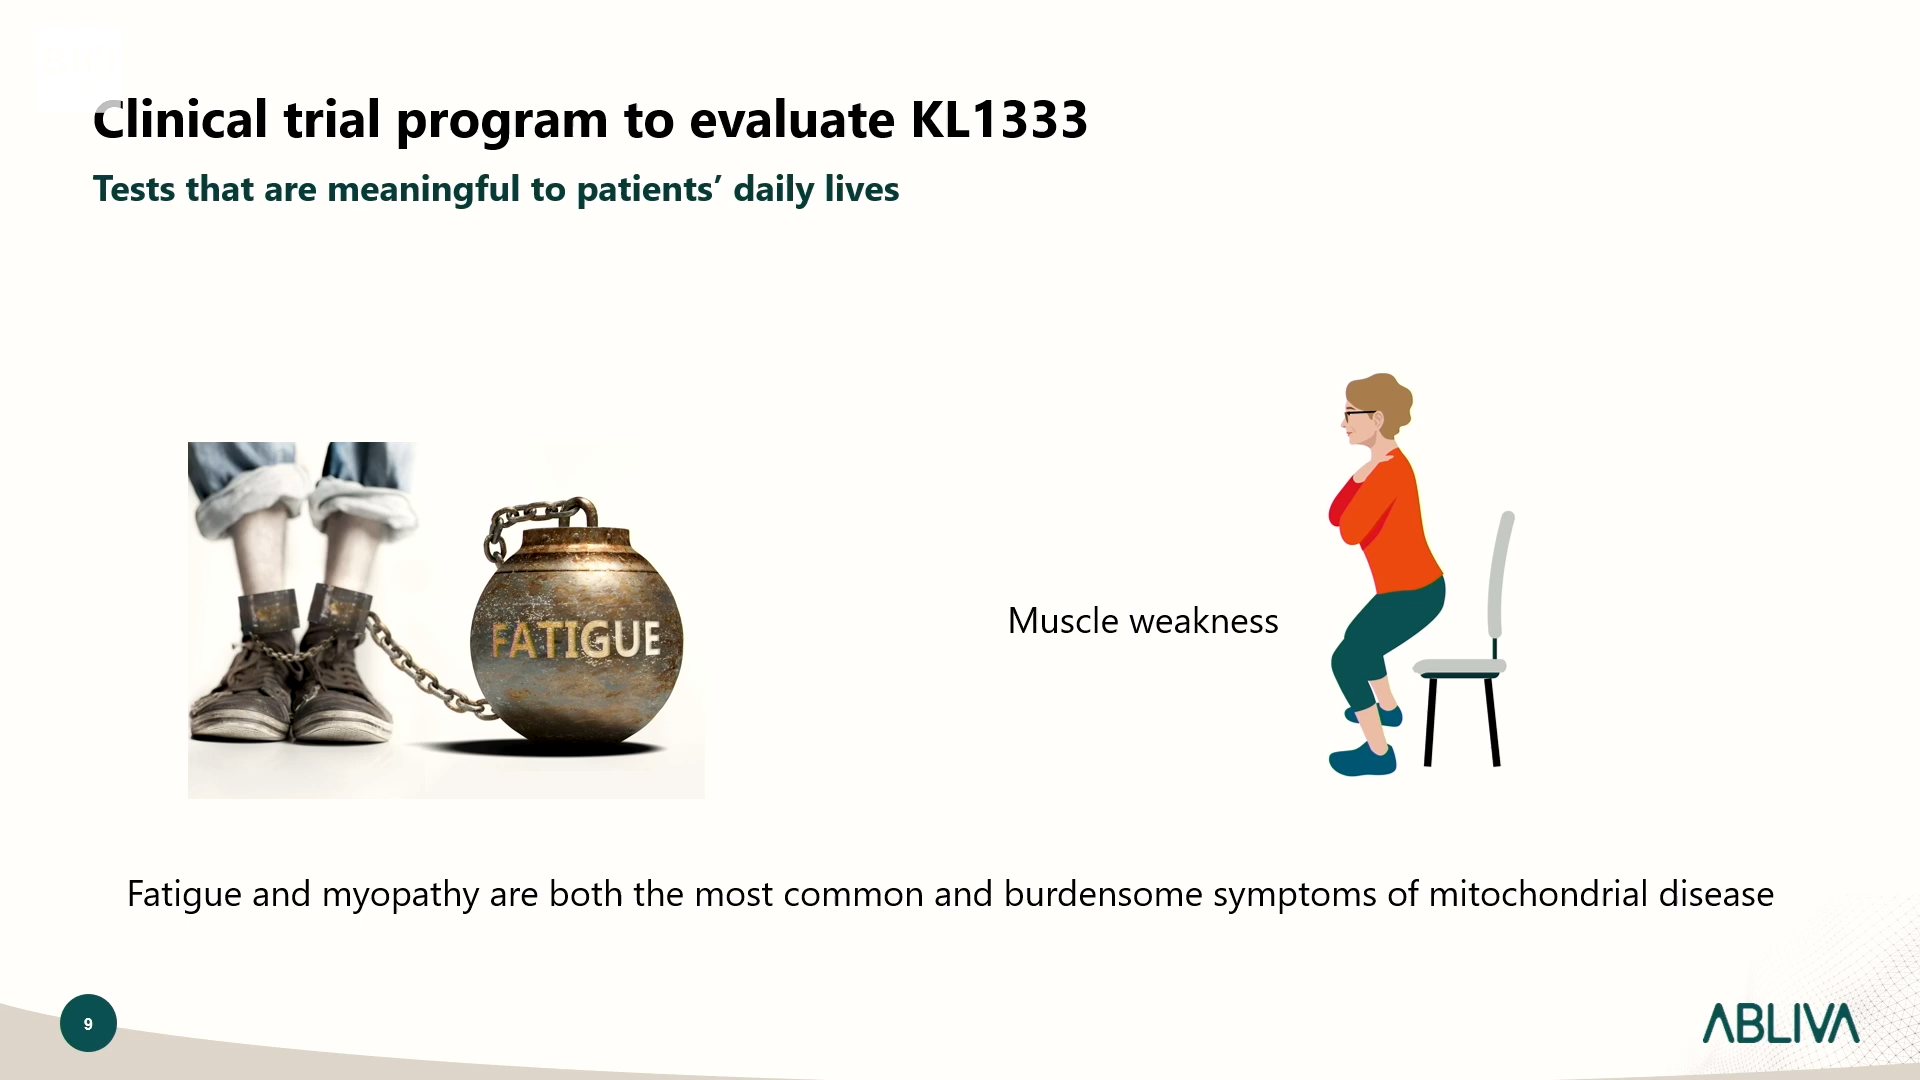 Clinical trial program to evaluate KL1333
Tests that are meaningful to patients’ daily lives
FATIGUE
Muscle weakness
Fatigue and myopathy are both the most common and burdensome symptoms of mitochondrial disease
9
ABLIVA